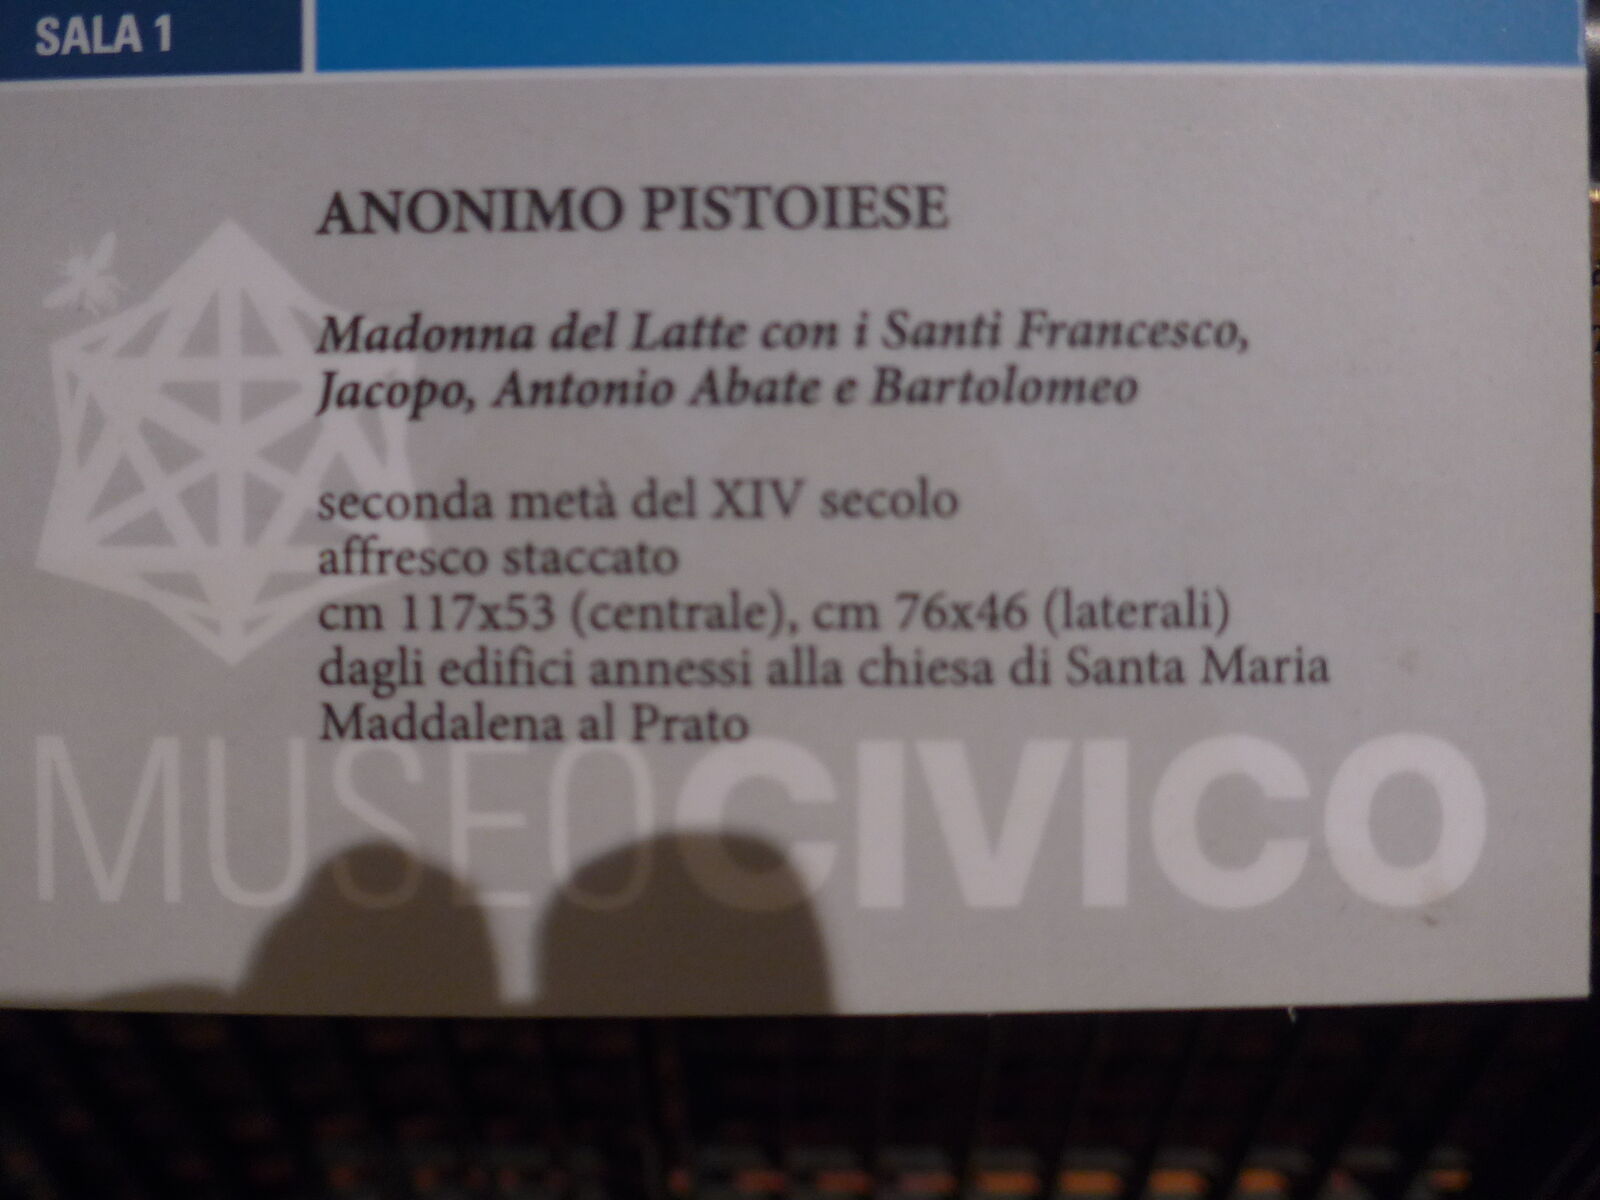 SALA 1
ANONIMO PISTOIESE
Madonna del Latte con i Santi Francesco,
Jacopo, Antonio Abate e Bartolomeo
seconda metà del XIV secolo
affresco staccato
cm 117x53 (centrale), cm 76x46 (laterali)
dagli edifici annessi alla chiesa di Santa Maria
Maddalena al Prato
MUSEOCIVICO